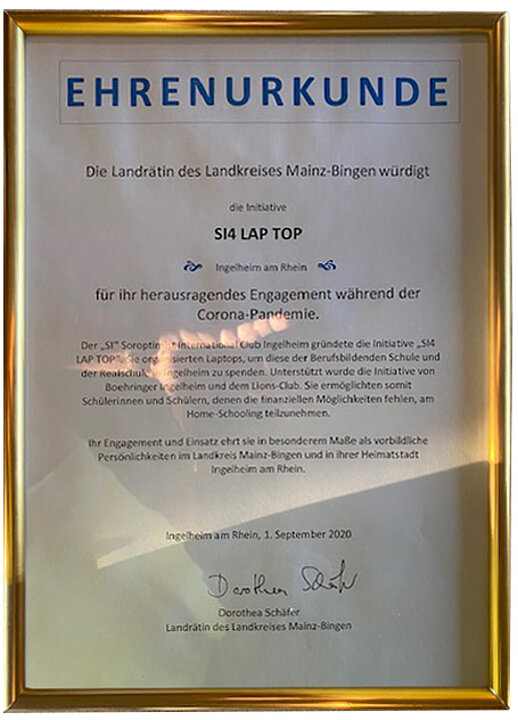 EHRENURKUNDE
Die Landrätin des Landkreises Mainz-Bingen würdigt
die Initiative
SI4 LAP TOP
Ingelheim am Rhein
für ihr herausragendes Engagement während der
Corona-Pandemie.
Der „SI" Soroptimist International Club Ingelheim gründete die Initiative „SI4
LAP TOP". Sie organisierten Laptops, um diese der Berufsbildenden Schule und
der Realschule Ingelheim zu spenden. Unterstützt wurde die Initiative von
Boehringer Ingelheim und dem Lions-Club. Sie ermöglichten somit
Schülerinnen und Schülern, denen die finanziellen Möglichkeiten fehlen, am
Home-Schooling teilzunehmen.
Ihr Engagement und Einsatz ehrt sie in besonderem Maße als vorbildliche
Persönlichkeiten im Landkreis Mainz-Bingen und in ihrer Heimatstadt
Ingelheim am Rhein.
Ingelheim am Rhein, 1. September 2020
Dorothea Schäfer
Dorothea Schäfer
Landrätin des Landkreises Mainz-Bingen